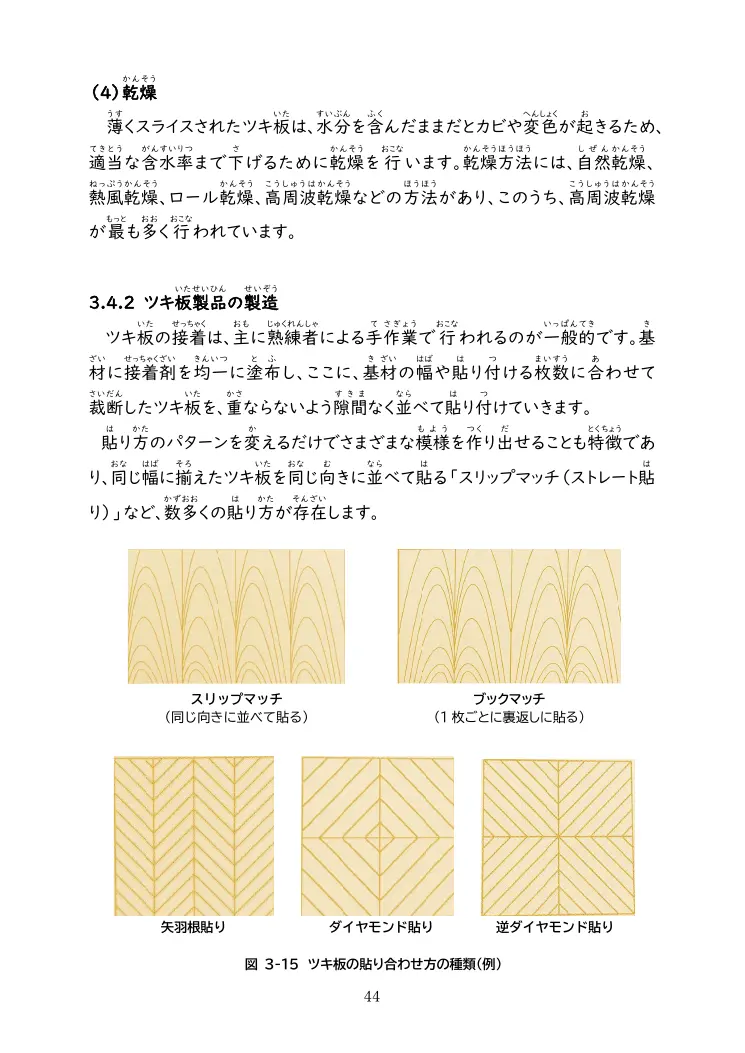 （4）乾燥
薄くスライスされたツキ板は、水分を含んだままだとカビや変色が起きるため、
適当な含水率まで下げるために乾燥を行います。乾燥方法には、自然乾燥、
熱風乾燥、ロール乾燥、高周波乾燥などの方法があり、このうち、高周波乾燥
が最も多く行われています。
3.4.2 ツキ板製品の製造
ツキ板の接着は、主に熟練者による手作業で行われるのが一般的です。基
材に接着剤を均一に塗布し、ここに、基材の幅や貼り付ける枚数に合わせて
裁断したツキ板を、重ならないよう隙間なく並べて貼り付けていきます。
貼り方のパターンを変えるだけでさまざまな模様を作り出せることも特徴であ
り、同じ幅に揃えたツキ板を同じ向きに並べて貼る「スリップマッチ（ストレート貼
り）」など、数多くの貼り方が存在します。
スリップマッチ
（同じ向きに並べて貼る）
ブックマッチ
（1枚ごとに裏返しに貼る）
矢羽根貼り
ダイヤモンド貼り
逆ダイヤモンド貼り
図 3-15 ツキ板の貼り合わせ方の種類（例）
44